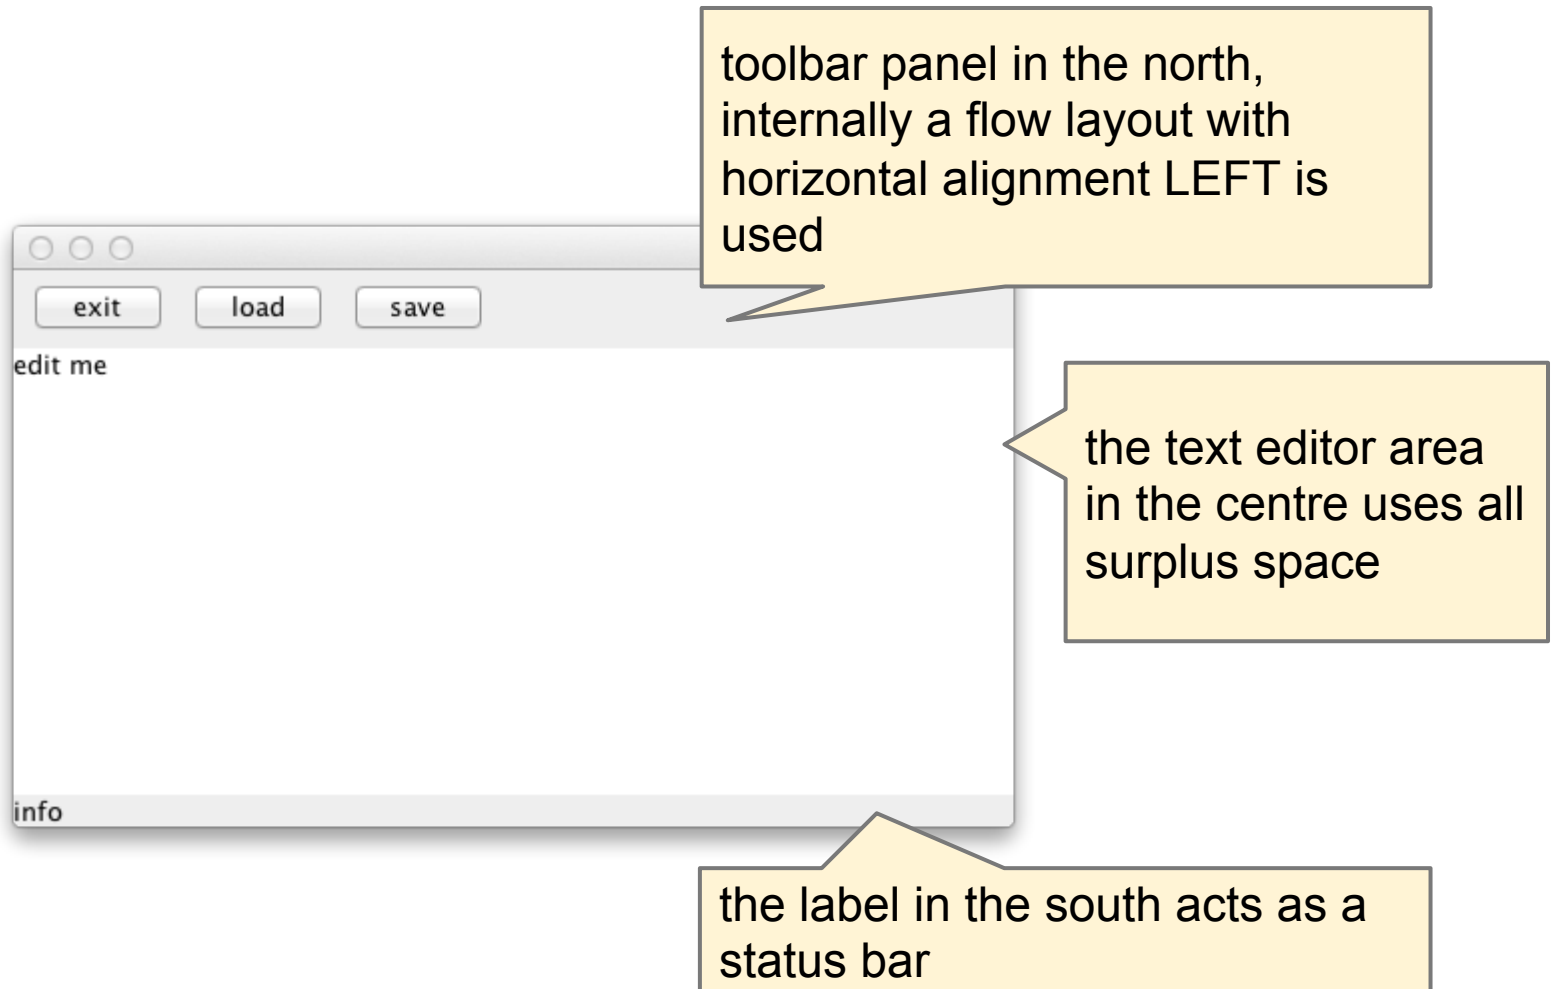 toolbar panel in the north,
internally a flow layout with
horizontal alignment LEFT is
used
exit load save
edit me
the text editor area
in the centre uses all
surplus space
info
the label in the south acts as a
status bar